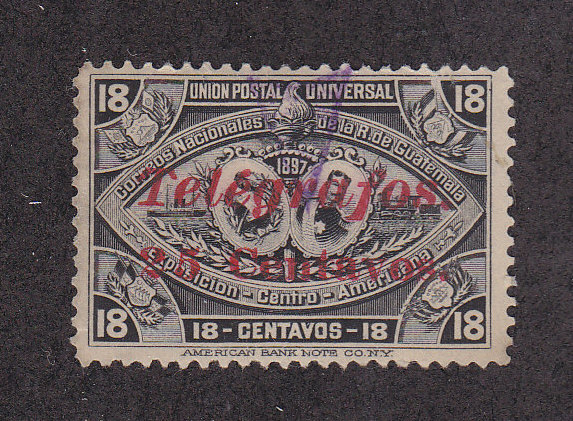 18 UNION POSTAL UNIVERSAL 18
Correos Nacionales de la R. de Guatemala
1897
Telégrafos.
25 Centavos.
Exposicion - Centro - Americana
18 18 - CENTAVOS - 18 18
AMERICAN BANK NOTE CO. N.Y.